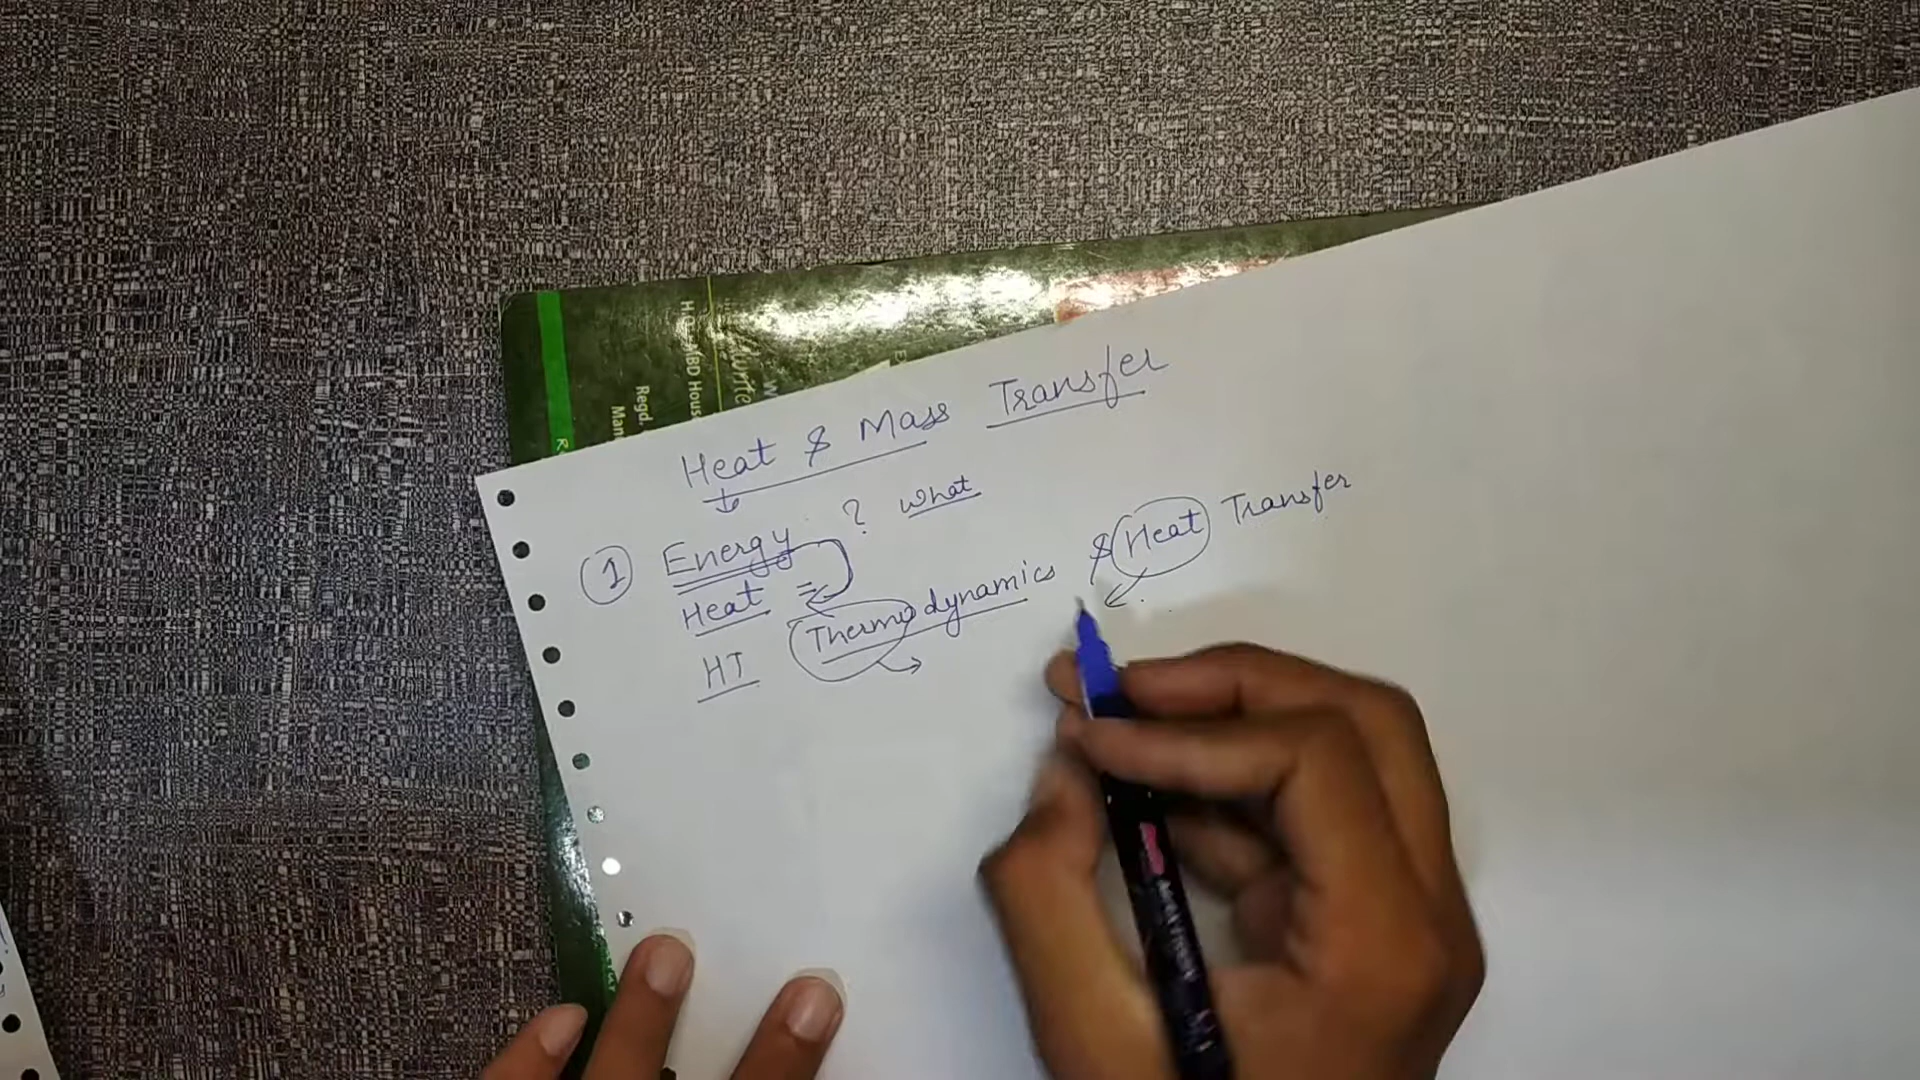 Heat & Mass Transfer
① Energy ? What
Heat =
HT Thermodynamics & Heat Transfer
Regd.